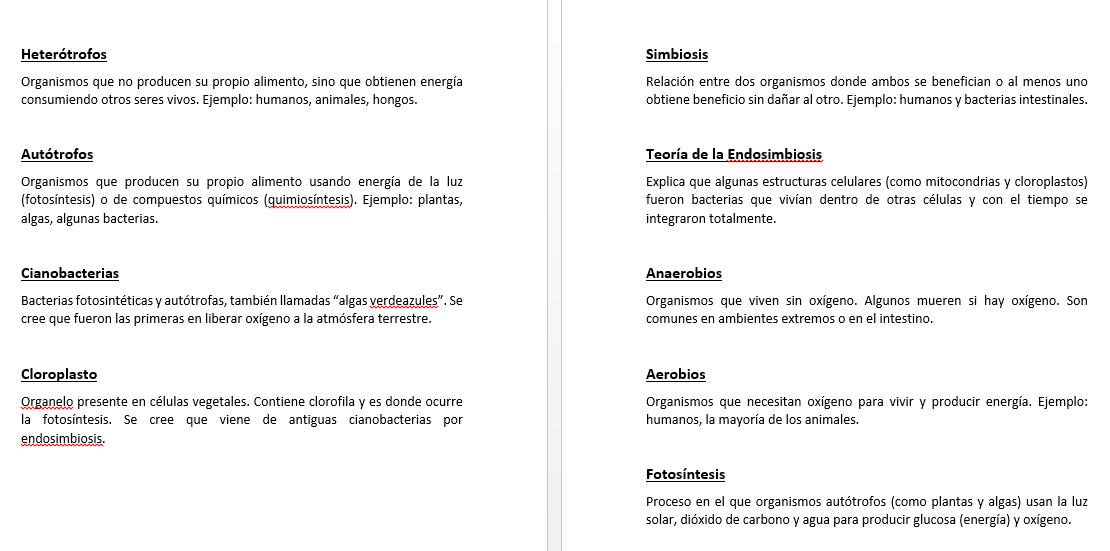 Heterótrofos
Organismos que no producen su propio alimento, sino que obtienen energía
consumiendo otros seres vivos. Ejemplo: humanos, animales, hongos.
Autótrofos
Organismos que producen su propio alimento usando energía de la luz
(fotosíntesis) o de compuestos químicos (quimiosíntesis). Ejemplo: plantas,
algas, algunas bacterias.
Cianobacterias
Bacterias fotosintéticas y autótrofas, también llamadas “algas verdeazules”. Se
cree que fueron las primeras en liberar oxígeno a la atmósfera terrestre.
Cloroplasto
Organelo presente en células vegetales. Contiene clorofila y es donde ocurre
la fotosíntesis. Se cree que viene de antiguas cianobacterias por
endosimbiosis.
Simbiosis
Relación entre dos organismos donde ambos se benefician o al menos uno
obtiene beneficio sin dañar al otro. Ejemplo: humanos y bacterias intestinales.
Teoría de la Endosimbiosis
Explica que algunas estructuras celulares (como mitocondrias y cloroplastos)
fueron bacterias que vivían dentro de otras células y con el tiempo se
integraron totalmente.
Anaerobios
Organismos que viven sin oxígeno. Algunos mueren si hay oxígeno. Son
comunes en ambientes extremos o en el intestino.
Aerobios
Organismos que necesitan oxígeno para vivir y producir energía. Ejemplo:
humanos, la mayoría de los animales.
Fotosíntesis
Proceso en el que organismos autótrofos (como plantas y algas) usan la luz
solar, dióxido de carbono y agua para producir glucosa (energía) y oxígeno.